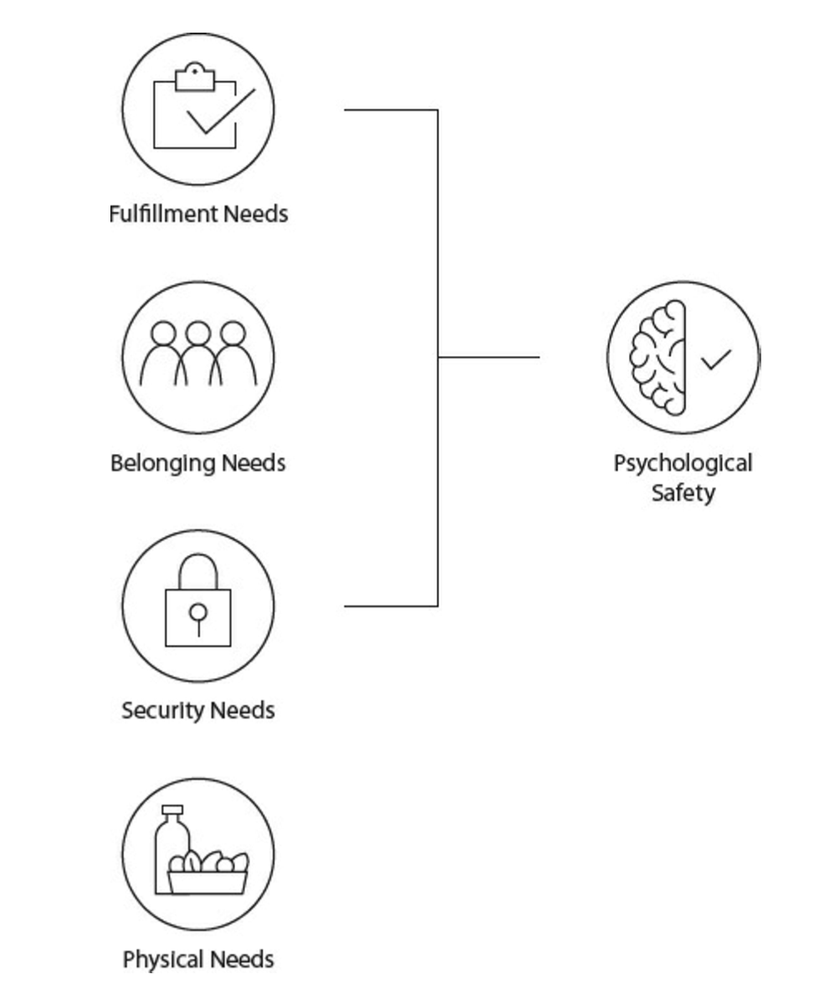 Fulfillment Needs
Belonging Needs
Psychological
Safety
Security Needs
Physical Needs